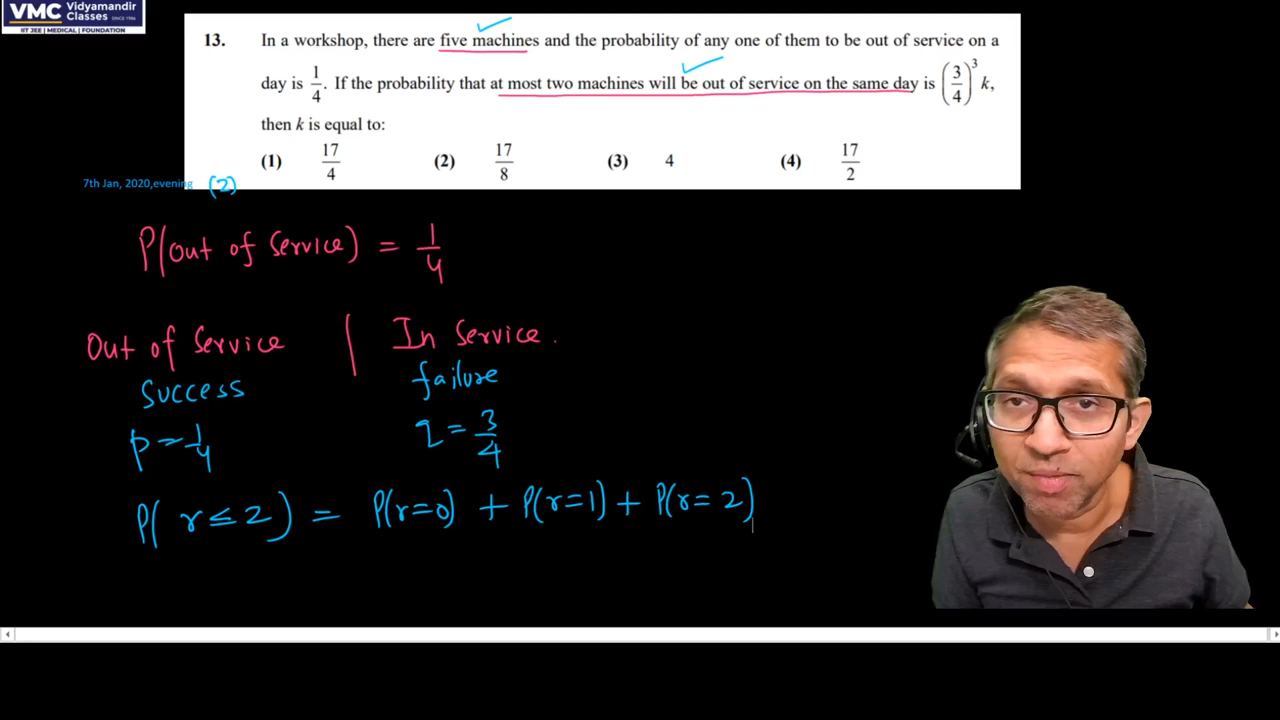 VMC Vidyamandir Classes SINCE 1986
IIT JEE | MEDICAL | FOUNDATION
13. In a workshop, there are five machines and the probability of any one of them to be out of service on a
day is 1/4. If the probability that at most two machines will be out of service on the same day is (3/4)^3 k,
then k is equal to:
(1) 17/4 (2) 17/8 (3) 4 (4) 17/2
7th Jan, 2020,evening (2)
P(out of service) = 1/4
Out of service | In service.
success failure
p = 1/4 q = 3/4
P( r ≤ 2 ) = P(r=0) + P(r=1) + P(r=2)